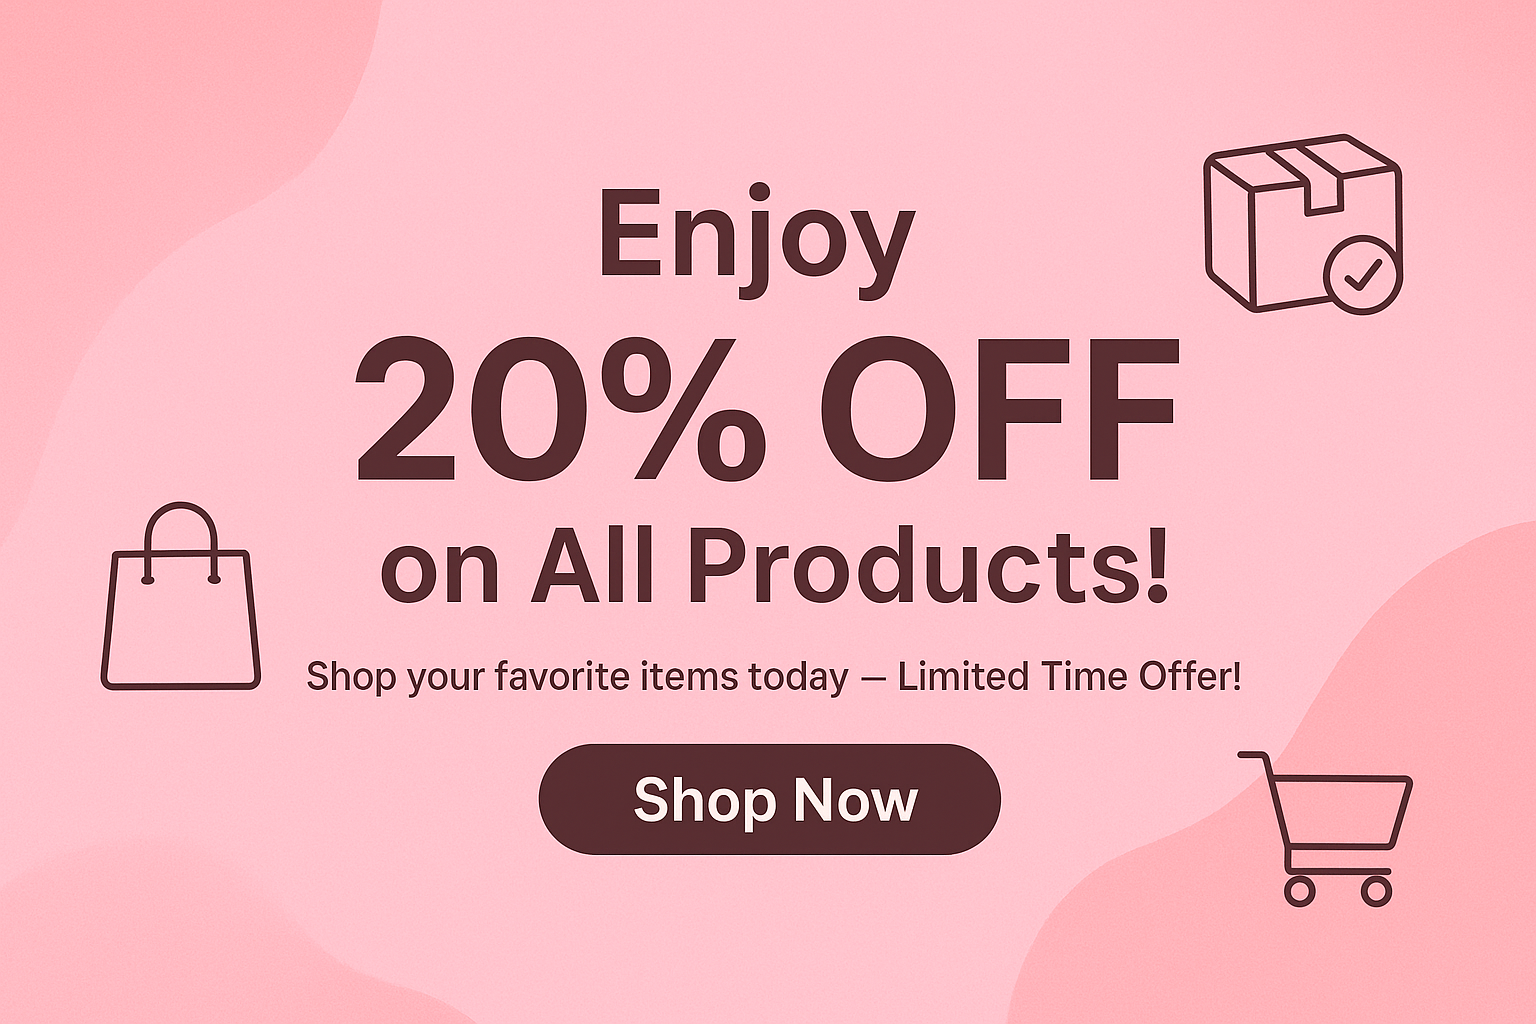 Enjoy
20% OFF
on All Products!
Shop your favorite items today – Limited Time Offer!
Shop Now